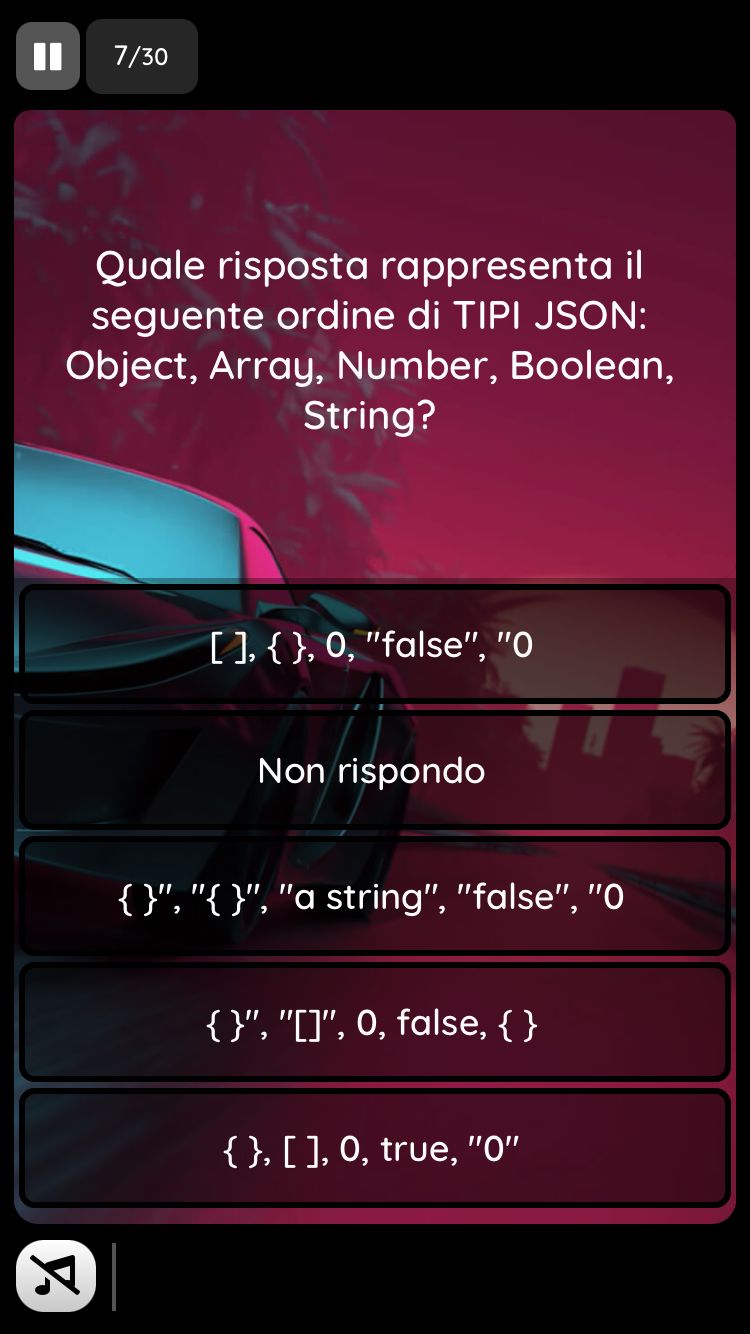 7/30
Quale risposta rappresenta il
seguente ordine di TIPI JSON:
Object, Array, Number, Boolean,
String?
[ ], { }, 0, "false", "0
Non rispondo
{ }", "{ }", "a string", "false", "0
{ }", "[]", 0, false, { }
{ }, [ ], 0, true, "0"